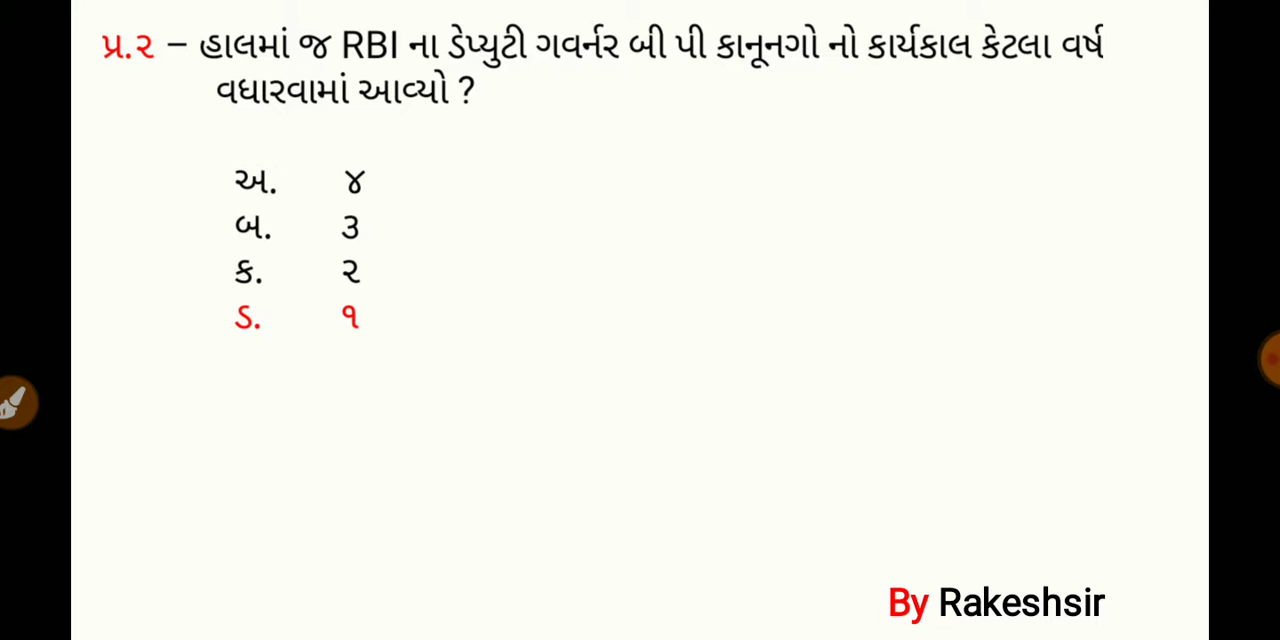 પ્ર.૨ – હાલમાં જ RBI ના ડેપ્યુટી ગવર્નર બી પી કાનૂનગો નો કાર્યકાલ કેટલા વર્ષ
વધારવામાં આવ્યો ?
અ. ૪
બ. ૩
ક. ૨
ડ. ૧
By Rakeshsir